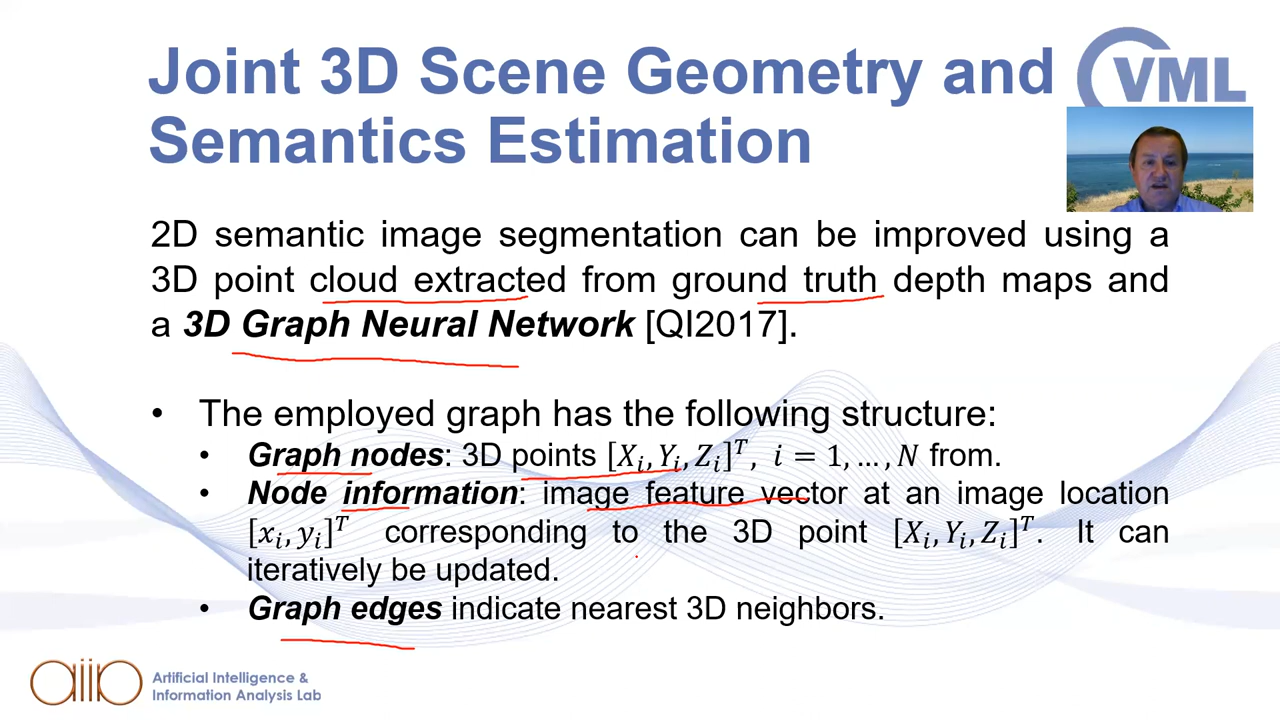 Joint 3D Scene Geometry and
Semantics Estimation
VML
2D semantic image segmentation can be improved using a
3D point cloud extracted from ground truth depth maps and
a 3D Graph Neural Network [QI2017].
• The employed graph has the following structure:
• Graph nodes: 3D points [Xᵢ, Yᵢ, Zᵢ]ᵀ, i = 1, … , N from.
• Node information: image feature vector at an image location
[xᵢ, yᵢ]ᵀ corresponding to the 3D point [Xᵢ, Yᵢ, Zᵢ]ᵀ. It can
iteratively be updated.
• Graph edges indicate nearest 3D neighbors.
aiia
Artificial Intelligence &
Information Analysis Lab